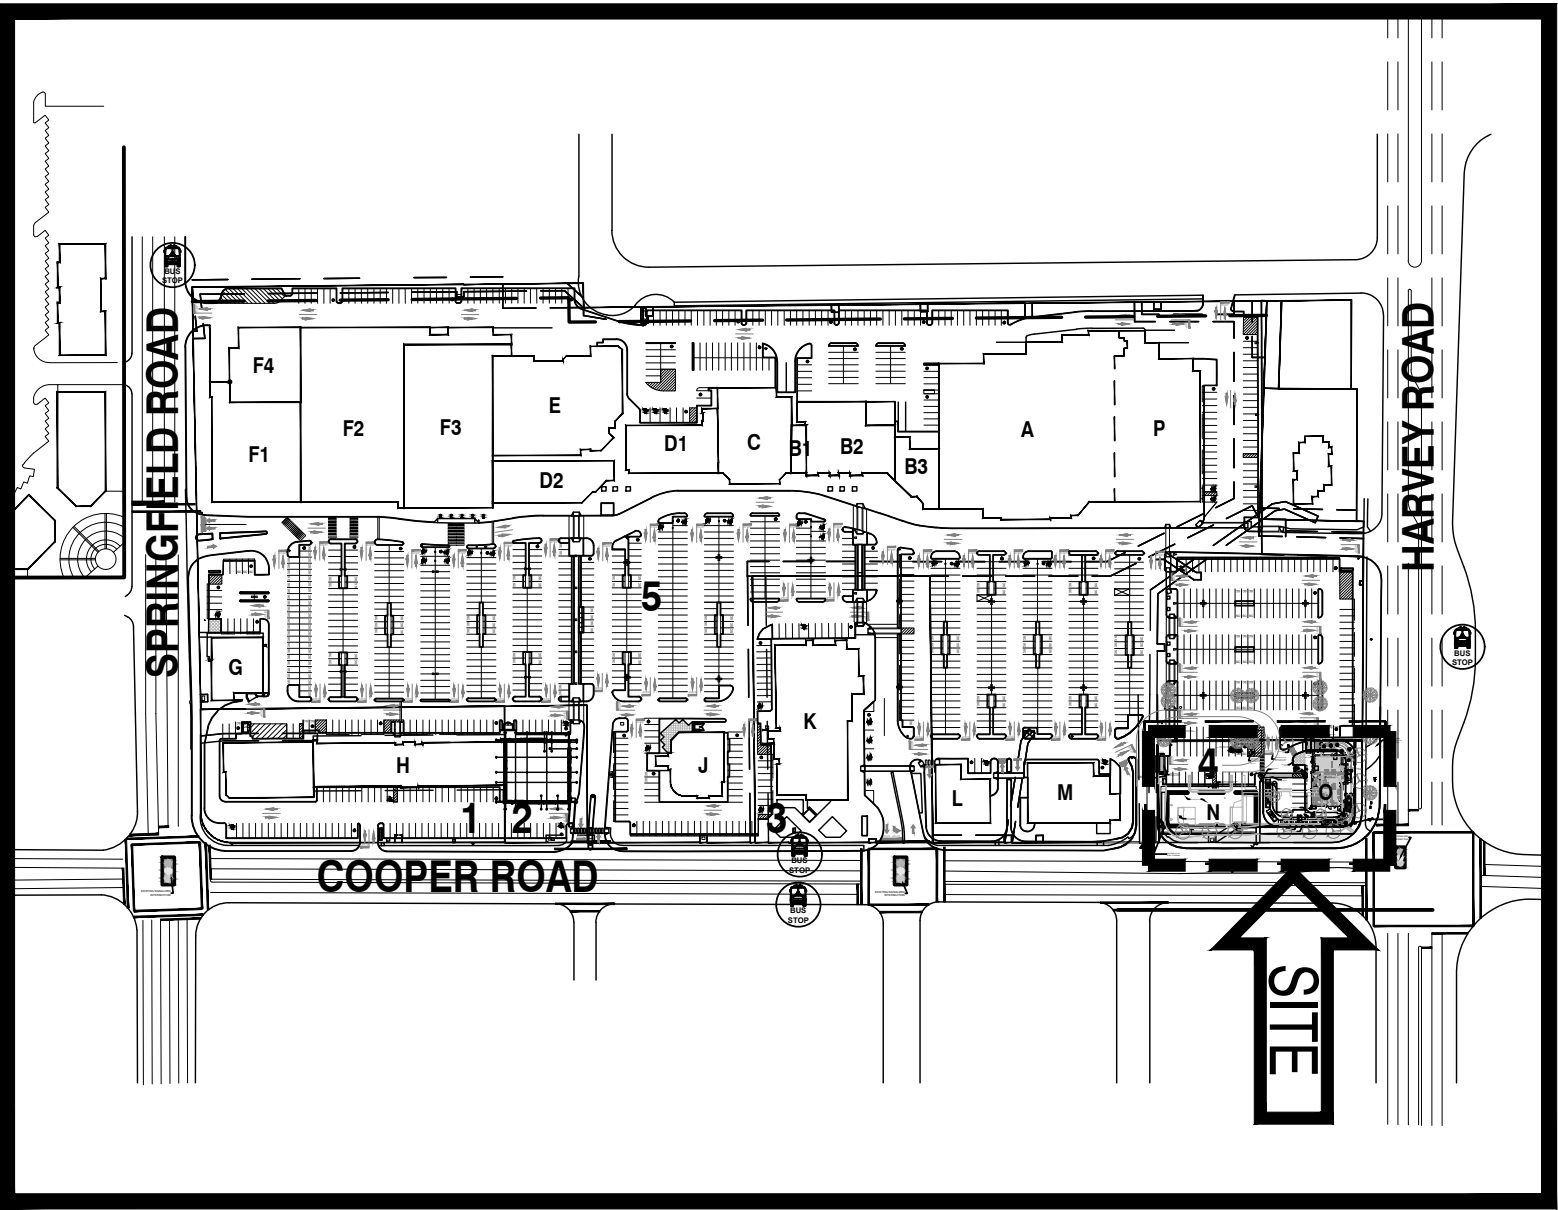 BUS
STOP
SPRINGFIELD ROAD
HARVEY ROAD
F4
F1
F2
F3
E
D2
D1
C
B1
B2
B3
A
P
5
BUS
STOP
G
K
H
J
L
M
4
N
O
1
2
3
BUS
STOP
COOPER ROAD
BUS
STOP
SITE